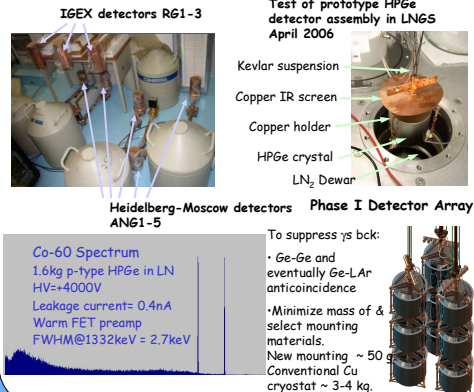 IGEX detectors RG1-3
Test of prototype HPGe
detector assembly in LNGS
April 2006
Kevlar suspension
Copper IR screen
Copper holder
HPGe crystal
LN2 Dewar
Heidelberg-Moscow detectors
ANG1-5
Phase I Detector Array
Co-60 Spectrum
1.6kg p-type HPGe in LN
HV=+4000V
Leakage current= 0.4nA
Warm FET preamp
FWHM@1332keV = 2.7keV
To suppress γs bck:
• Ge-Ge and
eventually Ge-LAr
anticoincidence
•Minimize mass of &
select mounting
materials.
New mounting ~ 50 g
Conventional Cu
cryostat ~ 3-4 kg.